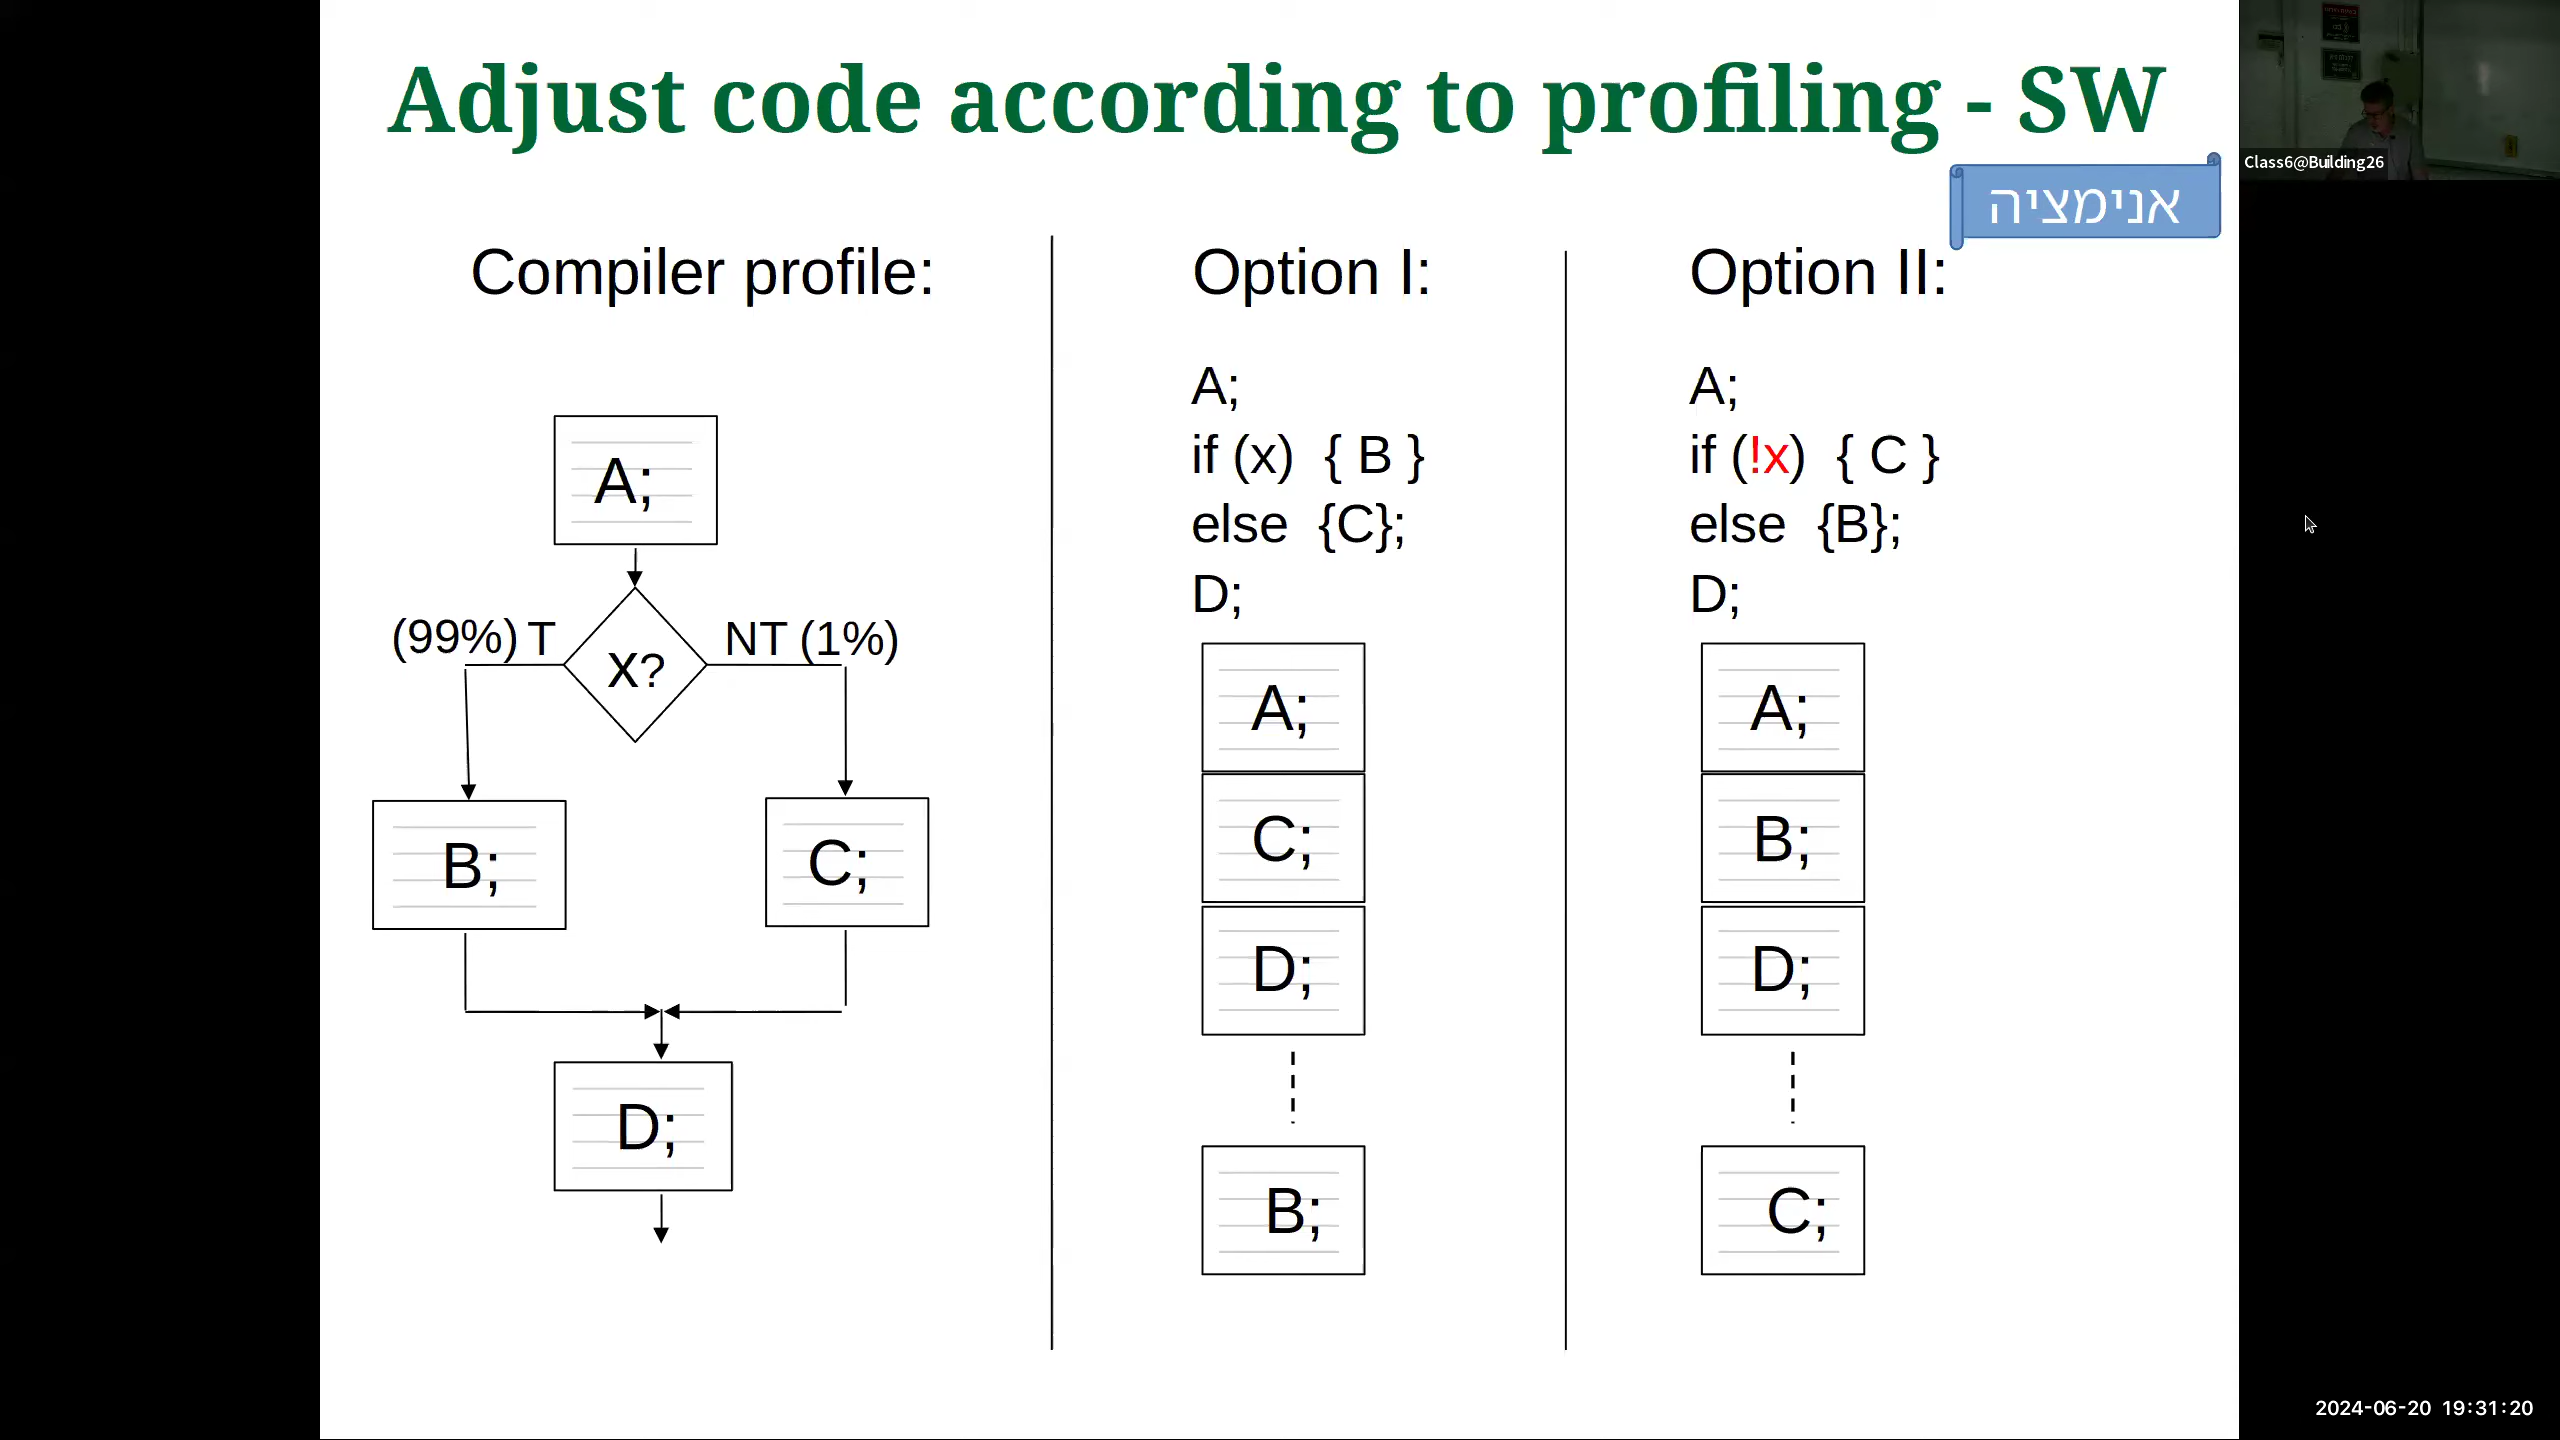 Adjust code according to profiling - SW
Class6@Building26
אנימציה
Compiler profile:
A;
(99%) T
X?
NT (1%)
B;
C;
D;
Option I:
A;
if (x) { B }
else {C};
D;
A;
C;
D;
B;
Option II:
A;
if (!x) { C }
else {B};
D;
A;
B;
D;
C;
2024-06-20 19:31:20